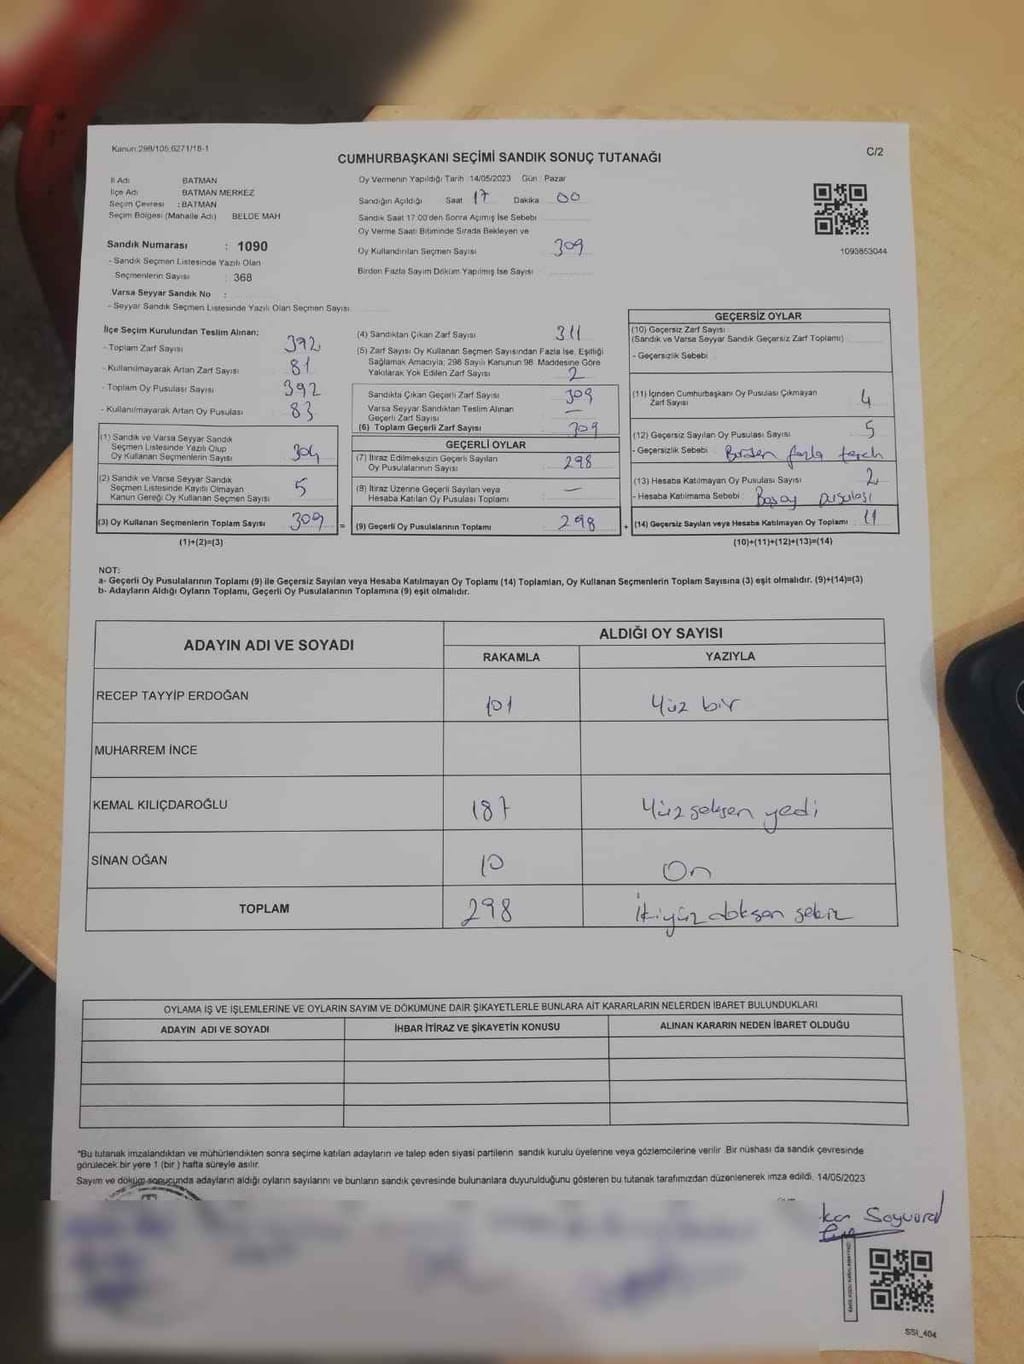 Kanun:298/105;6271/18-1
C/2
CUMHURBAŞKANI SEÇİMİ SANDIK SONUÇ TUTANAĞI
İl Adı BATMAN
İlçe Adı BATMAN MERKEZ
Seçim Çevresi : BATMAN
Seçim Bölgesi (Mahalle Adı) BELDE MAH
Sandık Numarası : 1090
- Sandık Seçmen Listesinde Yazılı Olan
Seçmenlerin Sayısı : 368
Varsa Seyyar Sandık No :
- Seyyar Sandık Seçmen Listesinde Yazılı Olan Seçmen Sayısı
Oy Vermenin Yapıldığı Tarih 14/05/2023 Gün : Pazar
Sandığın Açıldığı Saat 17 Dakika 00
Sandık Saat 17.00'den Sonra Açılmış İse Sebebi
Oy Verme Saati Bitiminde Sırada Bekleyen ve
Oy Kullandırılan Seçmen Sayısı 309
Birden Fazla Sayım Döküm Yapılmış İse Sayısı
1093853044
İlçe Seçim Kurulundan Teslim Alınan:
- Toplam Zarf Sayısı 392
- Kullanılmayarak Artan Zarf Sayısı 81
- Toplam Oy Pusulası Sayısı 392
- Kullanılmayarak Artan Oy Pusulası 83
(1) Sandık ve Varsa Seyyar Sandık
Seçmen Listesinde Yazılı Olup
Oy Kullanan Seçmenlerin Sayısı 304
(2) Sandık ve Varsa Seyyar Sandık
Seçmen Listesinde Kayıtlı Olmayan
Kanun Gereği Oy Kullanan Seçmen Sayısı 5
(3) Oy Kullanan Seçmenlerin Toplam Sayısı 309 =
(1)+(2)=(3)
(4) Sandıktan Çıkan Zarf Sayısı 311
(5) Zarf Sayısı Oy Kullanan Seçmen Sayısından Fazla İse, Eşitliği
Sağlamak Amacıyla; 298 Sayılı Kanunun 98. Maddesine Göre
Yakılarak Yok Edilen Zarf Sayısı 2
Sandıkta Çıkan Geçerli Zarf Sayısı 309
Varsa Seyyar Sandıktan Teslim Alınan
Geçerli Zarf Sayısı —
(6) Toplam Geçerli Zarf Sayısı 309
GEÇERLİ OYLAR
(7) İtiraz Edilmeksizin Geçerli Sayılan
Oy Pusulalarının Sayısı 298
(8) İtiraz Üzerine Geçerli Sayılan veya
Hesaba Katılan Oy Pusulası Toplamı —
(9) Geçerli Oy Pusulalarının Toplamı 298 +
GEÇERSİZ OYLAR
(10) Geçersiz Zarf Sayısı
(Sandık ve Varsa Seyyar Sandık Geçersiz Zarf Toplamı)
- Geçersizlik Sebebi
(11) İçinden Cumhurbaşkanı Oy Pusulası Çıkmayan
Zarf Sayısı 4
(12) Geçersiz Sayılan Oy Pusulası Sayısı 5
- Geçersizlik Sebebi : Birden fazla tercih
(13) Hesaba Katılmayan Oy Pusulası Sayısı 2
- Hesaba Katılmama Sebebi : Başay pusulası
(14) Geçersiz Sayılan veya Hesaba Katılmayan Oy Toplamı 11
(10)+(11)+(12)+(13)=(14)
NOT:
a- Geçerli Oy Pusulalarının Toplamı (9) ile Geçersiz Sayılan veya Hesaba Katılmayan Oy Toplamı (14) Toplamları, Oy Kullanan Seçmenlerin Toplam Sayısına (3) eşit olmalıdır. (9)+(14)=(3)
b- Adayların Aldığı Oyların Toplamı, Geçerli Oy Pusulalarının Toplamına (9) eşit olmalıdır.
ADAYIN ADI VE SOYADI ALDIĞI OY SAYISI
RAKAMLA YAZIYLA
RECEP TAYYİP ERDOĞAN 101 Yüz bir
MUHARREM İNCE
KEMAL KILIÇDAROĞLU 187 Yüz seksen yedi
SİNAN OĞAN 10 On
TOPLAM 298 İkiyüz doksan sekiz
OYLAMA İŞ VE İŞLEMLERİNE VE OYLARIN SAYIM VE DÖKÜMÜNE DAİR ŞİKAYETLERLE BUNLARA AİT KARARLARIN NELERDEN İBARET BULUNDUKLARI
ADAYIN ADI VE SOYADI İHBAR İTİRAZ VE ŞİKAYETİN KONUSU ALINAN KARARIN NEDEN İBARET OLDUĞU
*Bu tutanak imzalandıktan ve mühürlendikten sonra seçime katılan adayların ve talep eden siyasi partilerin sandık kurulu üyelerine veya gözlemcilerine verilir. Bir nüshası da sandık çevresinde
görülecek bir yere 1 (bir ) hafta süreyle asılır.
Sayım ve döküm sonucunda adayların aldığı oyların sayılarını ve bunların sandık çevresinde bulunanlara duyurulduğunu gösteren bu tutanak tarafımızdan düzenlenerek imza edildi. 14/05/2023
SSI_404